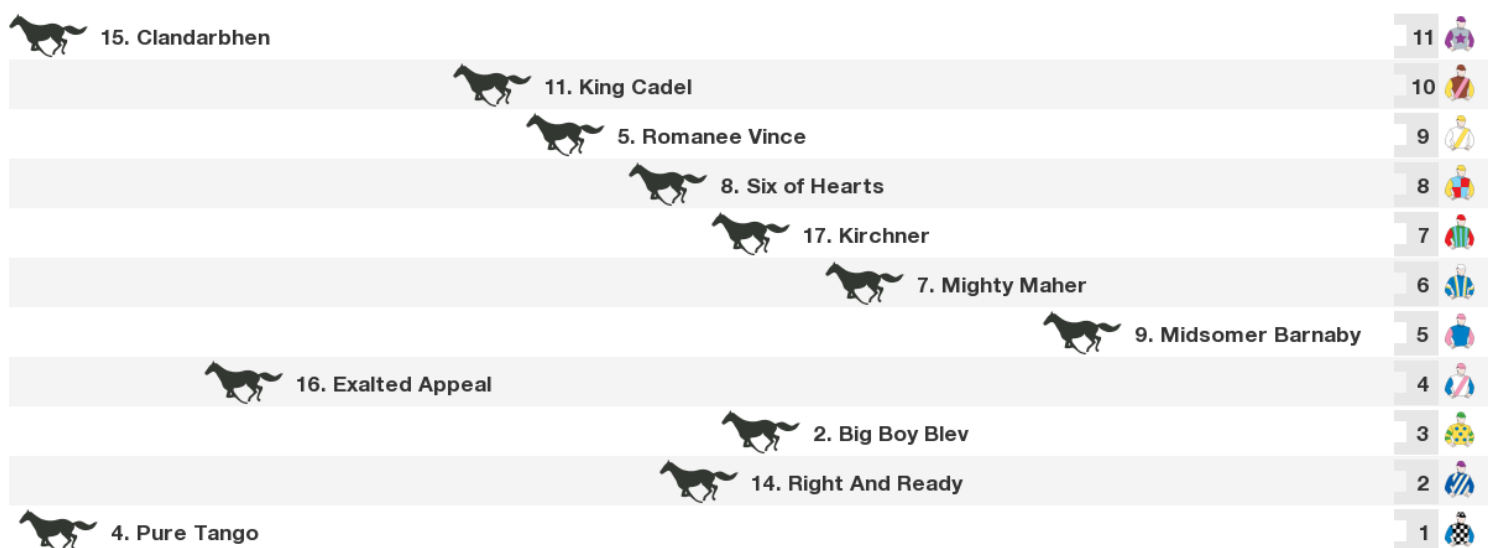 15. Clandarbhen 11
11. King Cadel 10
5. Romanee Vince 9
8. Six of Hearts 8
17. Kirchner 7
7. Mighty Maher 6
9. Midsomer Barnaby 5
16. Exalted Appeal 4
2. Big Boy Blev 3
14. Right And Ready 2
4. Pure Tango 1